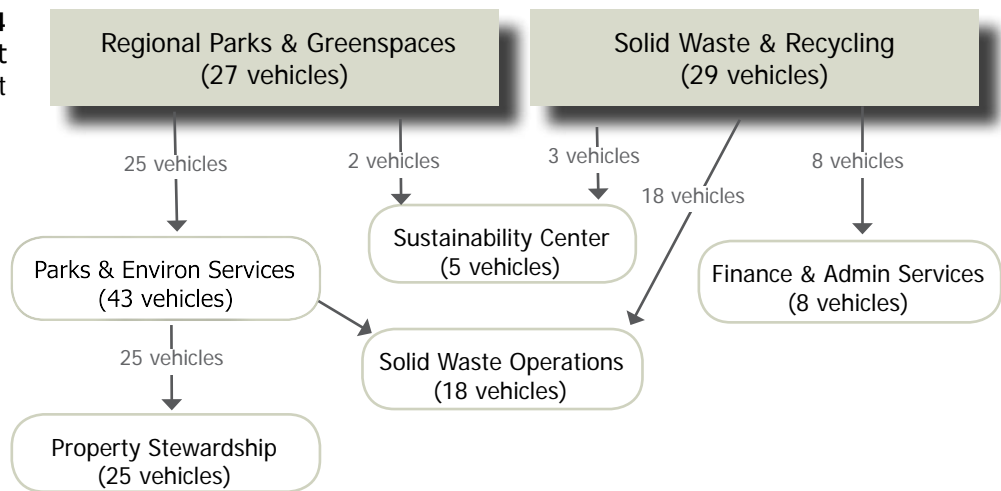 4
t
t
Regional Parks & Greenspaces
(27 vehicles)
Solid Waste & Recycling
(29 vehicles)
25 vehicles
2 vehicles
3 vehicles
18 vehicles
8 vehicles
Sustainability Center
(5 vehicles)
Parks & Environ Services
(43 vehicles)
Finance & Admin Services
(8 vehicles)
25 vehicles
Solid Waste Operations
(18 vehicles)
Property Stewardship
(25 vehicles)